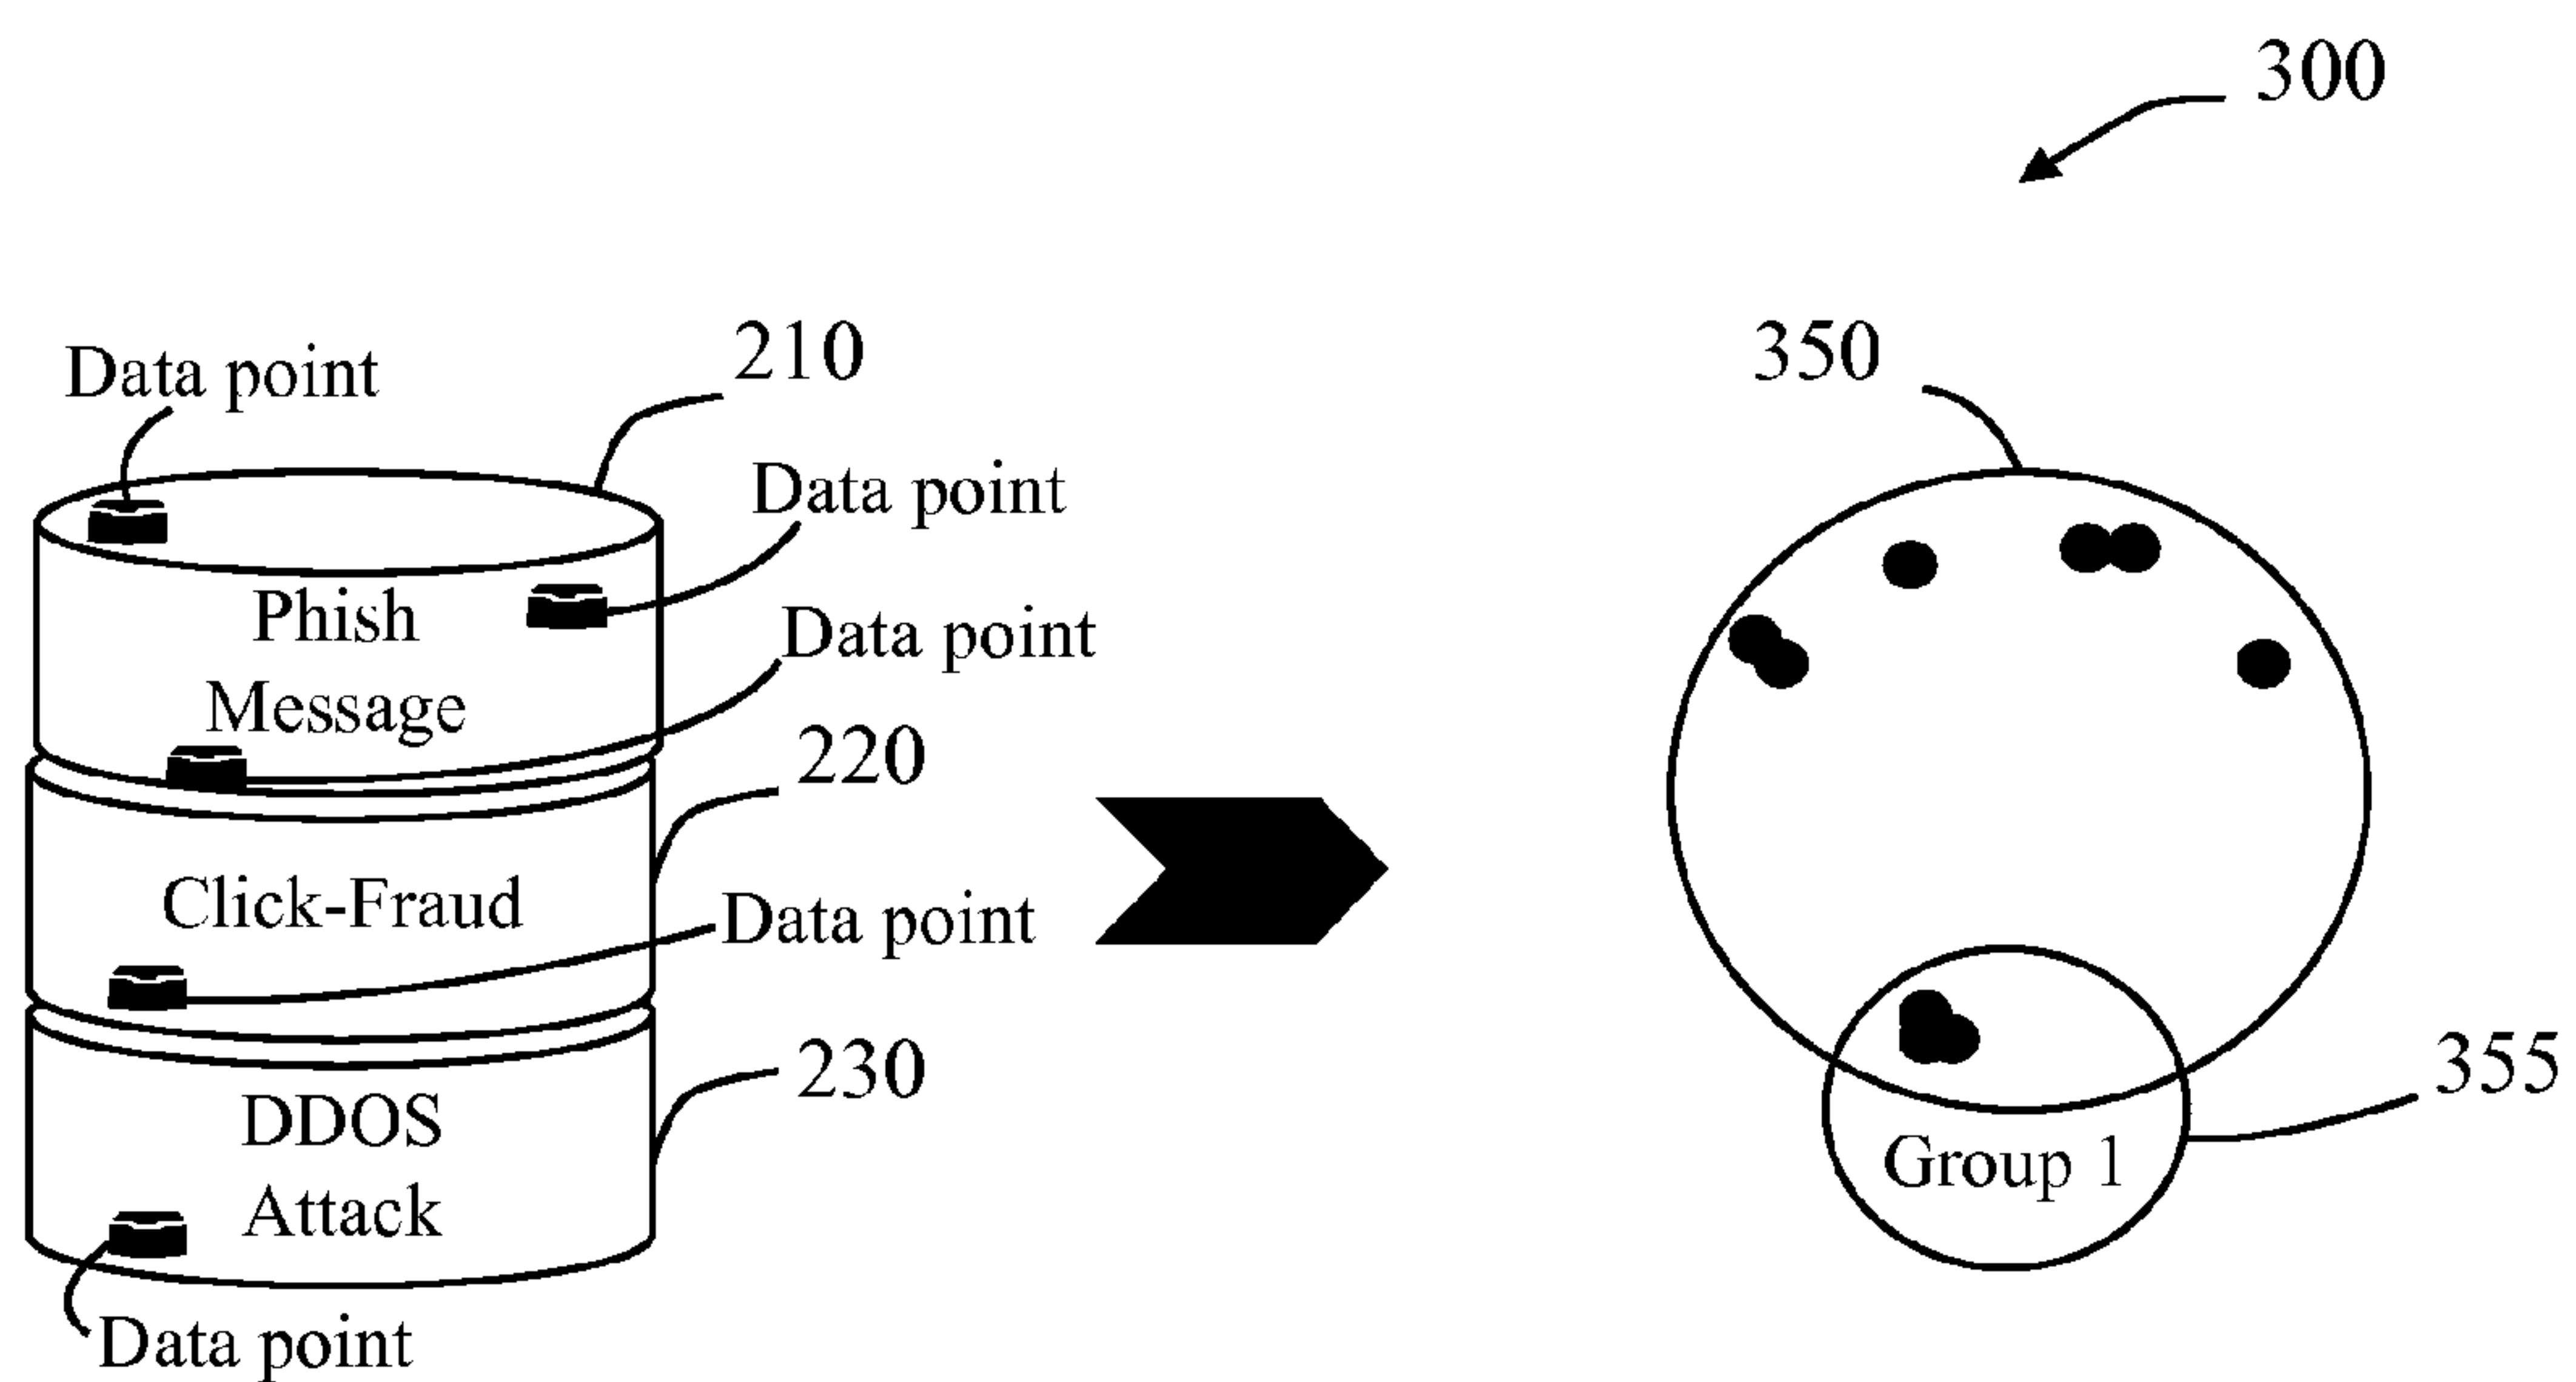 300
210
350
Data point
Data point
Phish
Message
Data point
220
Click-Fraud
Data point
230
355
DDOS
Attack
Group 1
Data point